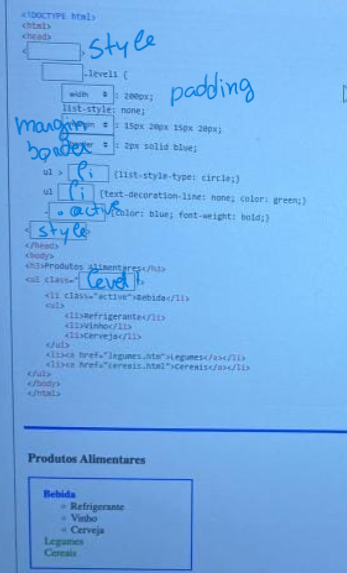 <!DOCTYPE html>
<html>
<head>
< > style
.level1 {
width : 200px; padding
list-style: none;
margin : 15px 20px 15px 20px;
border : 2px solid blue;
ul > li {list-style-type: circle;}
ul li {text-decoration-line: none; color: green;}
.active {color: blue; font-weight: bold;}
< style >
</head>
<body>
<h3>Produtos Alimentares</h3>
<ul class=" level1
<li class="active">Bebida</li>
<ul>
<li>Refrigerante</li>
<li>Vinho</li>
<li>Cerveja</li>
</ul>
<li><a href="legumes.htm">Legumes</a></li>
<li><a href="cereais.html">Cereais</a></li>
</ul>
</body>
</html>
Produtos Alimentares
Bebida
Refrigerante
Vinho
Cerveja
Legumes
Cereais